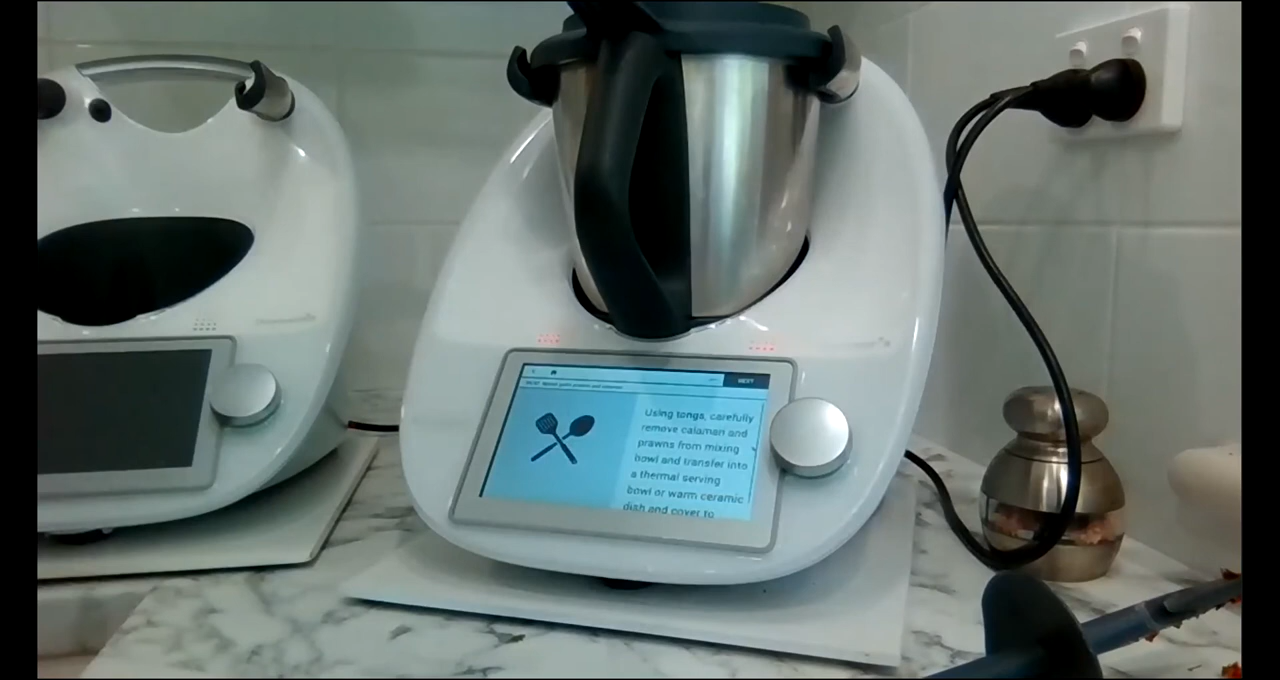 NEXT
Using tongs, carefully
remove calamari and
prawns from mixing
bowl and transfer into
a thermal serving
bowl or warm ceramic
dish and cover to